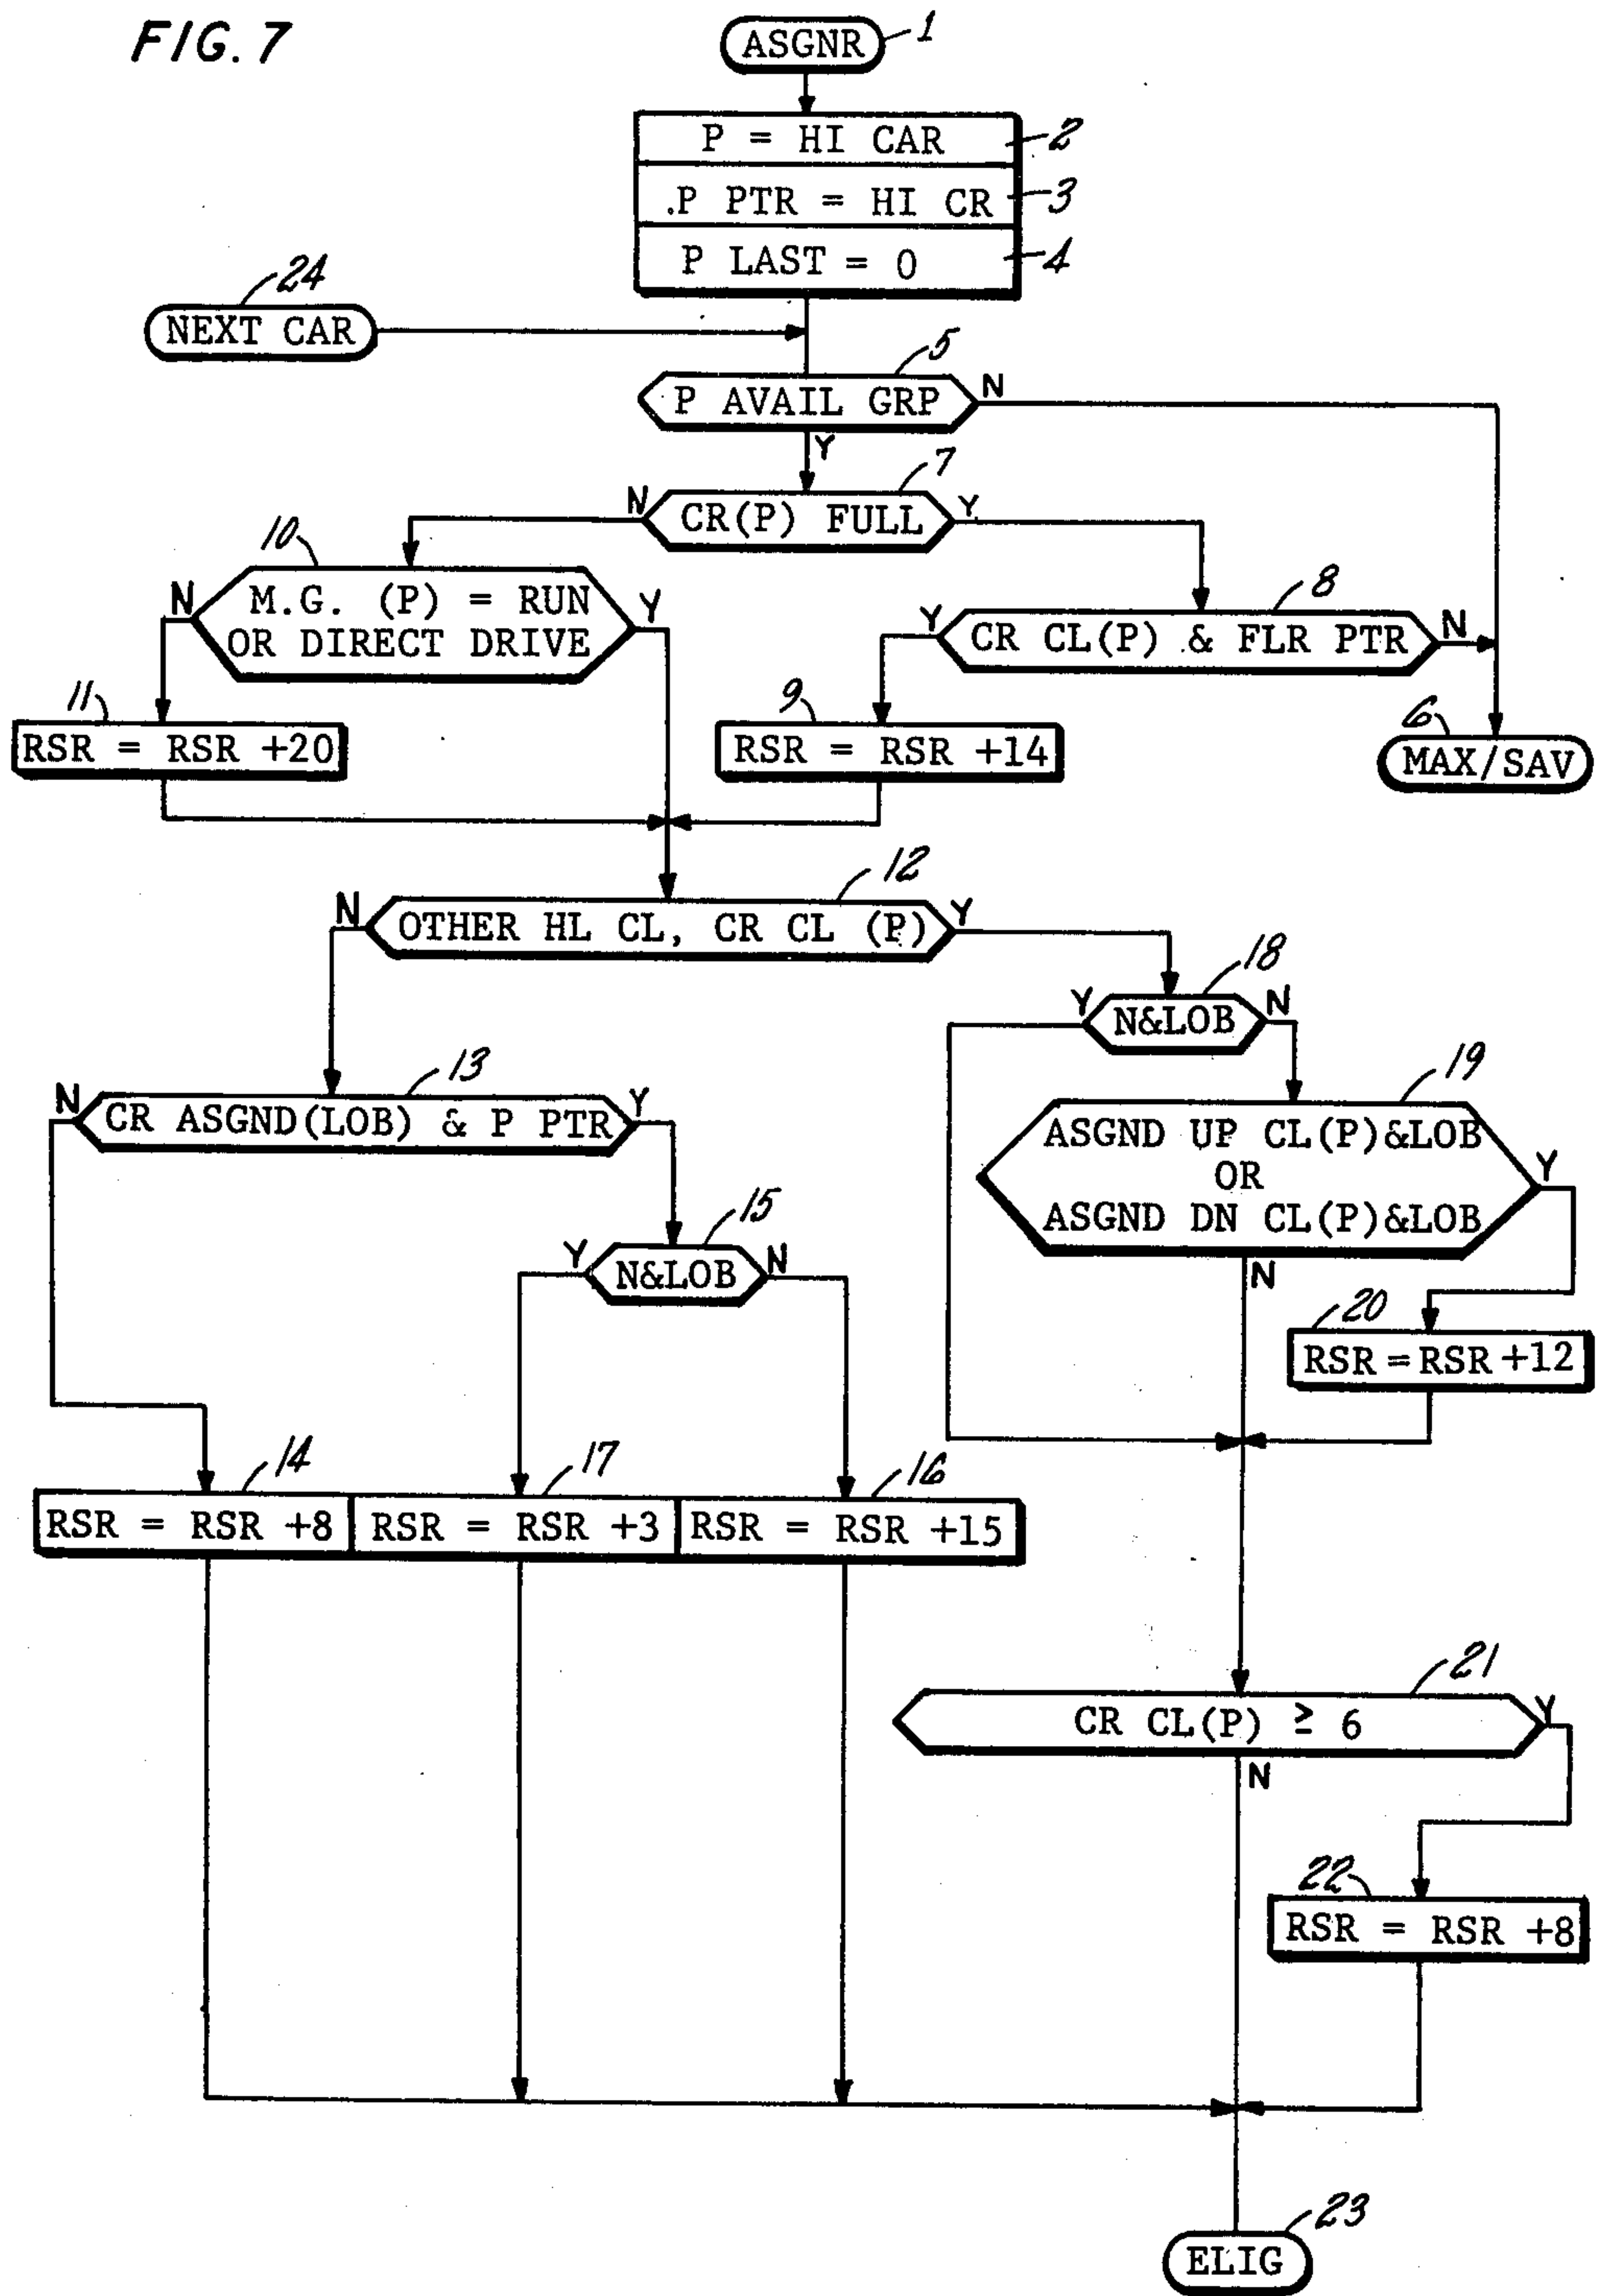 FIG. 7
ASGNR
1
P = HI CAR
2
.P PTR = HI CR
3
P LAST = 0
4
24
NEXT CAR
5
P AVAIL GRP
N
Y
7
N
CR(P) FULL
Y
10
N
M.G. (P) = RUN
OR DIRECT DRIVE
Y
8
Y
CR CL(P) & FLR PTR
N
11
RSR = RSR +20
9
RSR = RSR +14
6
MAX/SAV
12
N
OTHER HL CL, CR CL (P)
Y
18
Y
N&LOB
N
13
N
CR ASGND(LOB) & P PTR
Y
19
ASGND UP CL(P)&LOB
OR
ASGND DN CL(P)&LOB
Y
N
15
Y
N&LOB
N
20
RSR = RSR +12
14
RSR = RSR +8
17
RSR = RSR +3
16
RSR = RSR +15
21
CR CL(P) ≥ 6
Y
N
22
RSR = RSR +8
23
ELIG